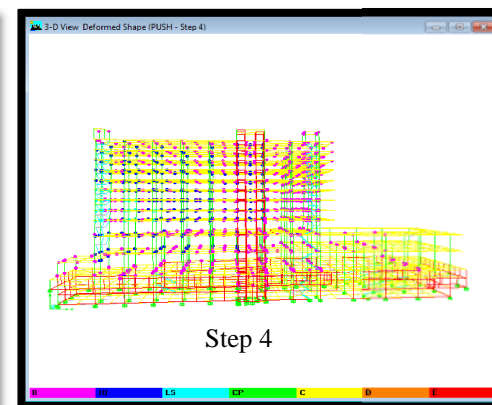 3-D View Deformed Shape (PUSH - Step 4)
Step 4
B IO LS CP C D E